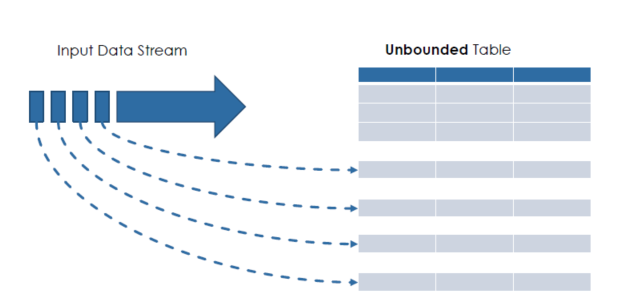 Input Data Stream
Unbounded Table